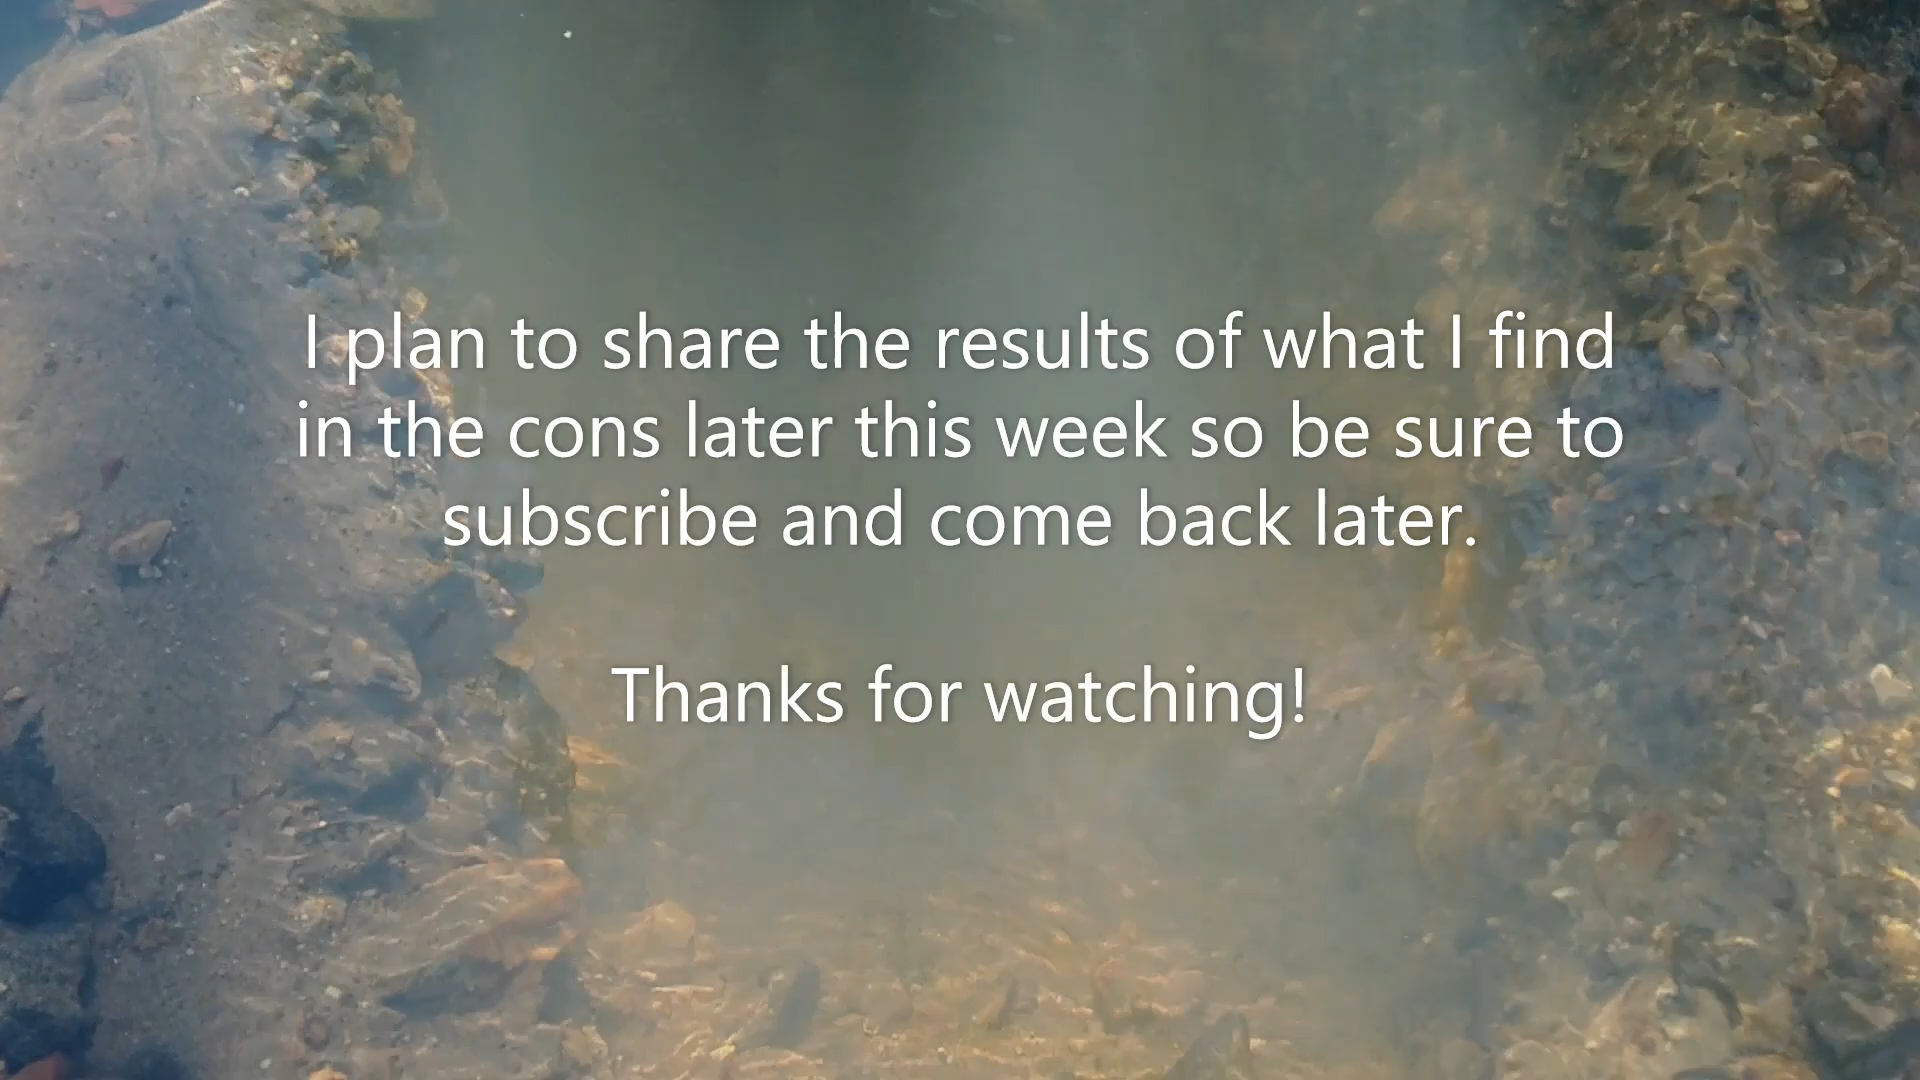 I plan to share the results of what I find
in the cons later this week so be sure to
subscribe and come back later.
Thanks for watching!